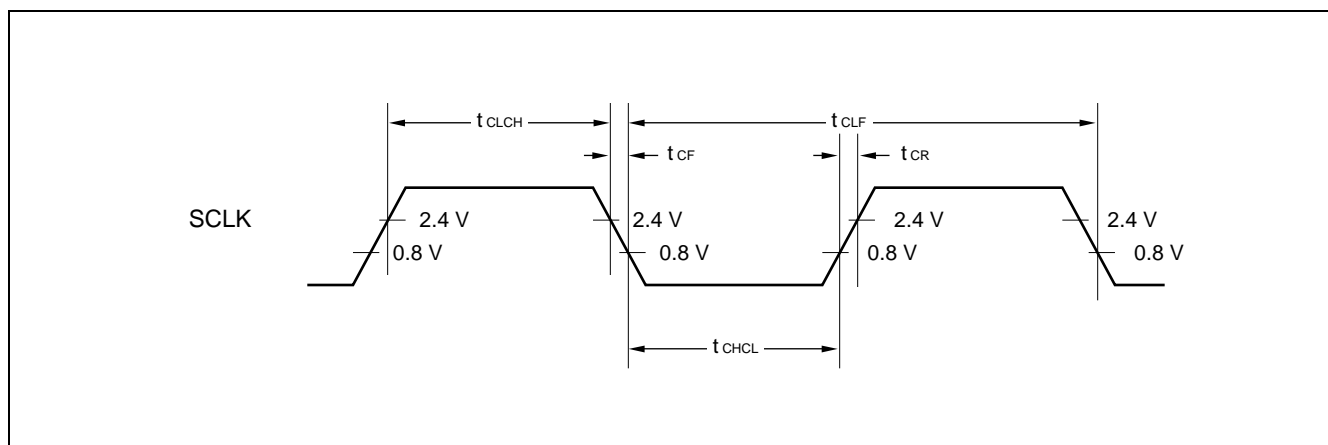 t CLCH
t CLF
t CF
t CR
SCLK
2.4 V
2.4 V
2.4 V
2.4 V
0.8 V
0.8 V
0.8 V
0.8 V
t CHCL